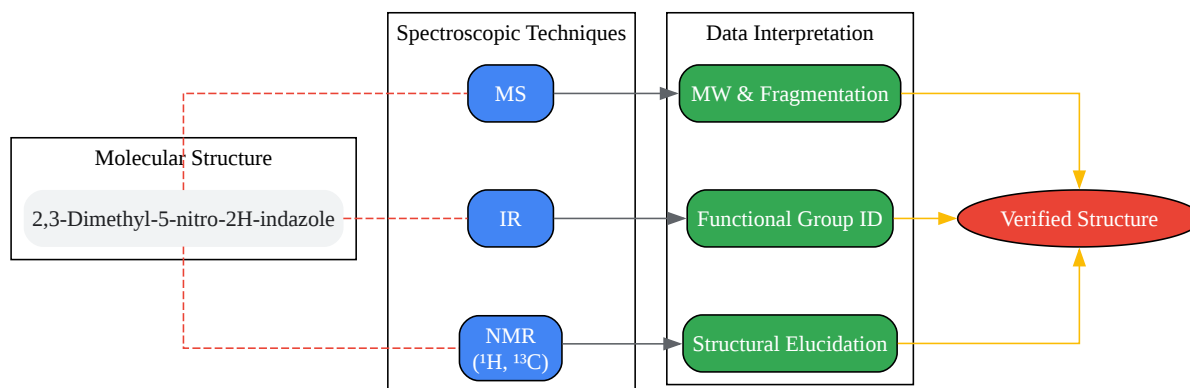 Spectroscopic Techniques
Data Interpretation
MS
MW & Fragmentation
Molecular Structure
2,3-Dimethyl-5-nitro-2H-indazole
IR
Functional Group ID
Verified Structure
NMR
(¹H, ¹³C)
Structural Elucidation